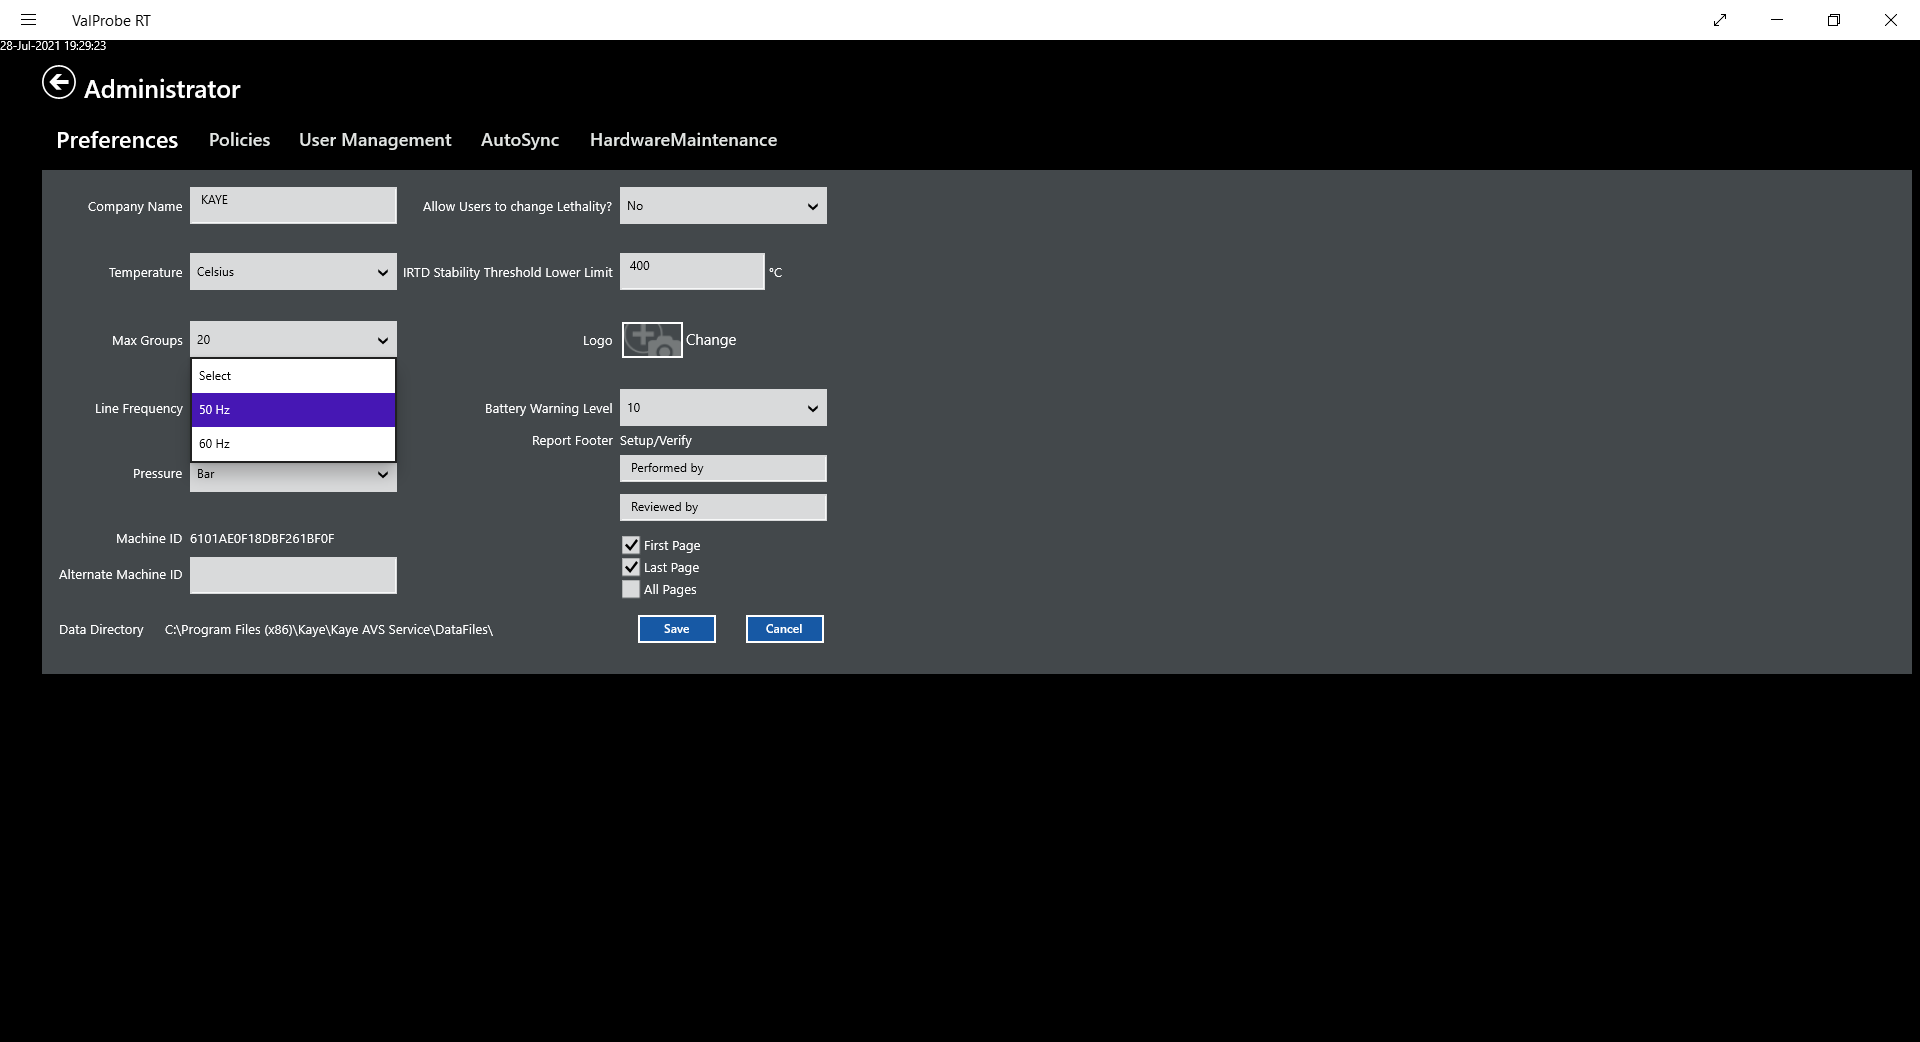 ValProbe RT
28-Jul-2021 19:29:23
Administrator
Preferences Policies User Management AutoSync HardwareMaintenance
Company Name KAYE Allow Users to change Lethality? No
Temperature Celsius IRTD Stability Threshold Lower Limit 400 °C
Max Groups 20 Logo Change
Select
Line Frequency 50 Hz Battery Warning Level 10
60 Hz Report Footer Setup/Verify
Pressure Bar Performed by
Reviewed by
Machine ID 6101AE0F18DBF261BF0F First Page
Alternate Machine ID Last Page
All Pages
Data Directory C:\Program Files (x86)\Kaye\Kaye AVS Service\DataFiles\ Save Cancel